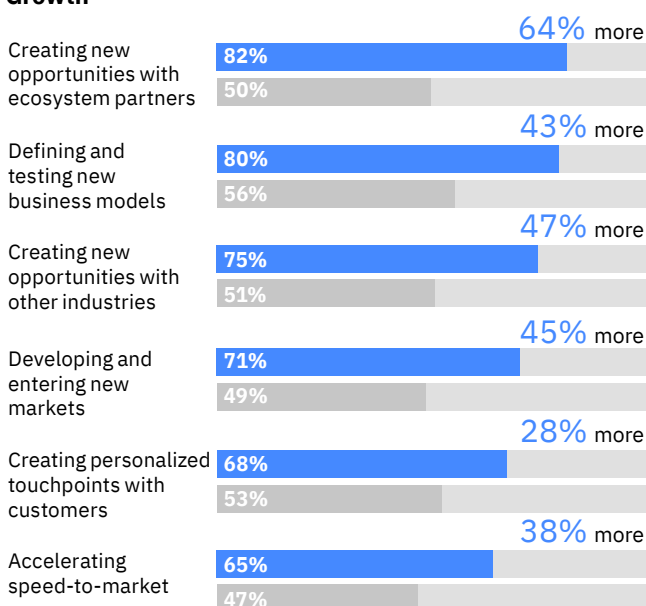 Growth
64% more
Creating new
opportunities with
ecosystem partners
82%
50%
43% more
Defining and
testing new
business models
80%
56%
47% more
Creating new
opportunities with
other industries
75%
51%
45% more
Developing and
entering new
markets
71%
49%
28% more
Creating personalized
touchpoints with
customers
68%
53%
38% more
Accelerating
speed-to-market
65%
47%